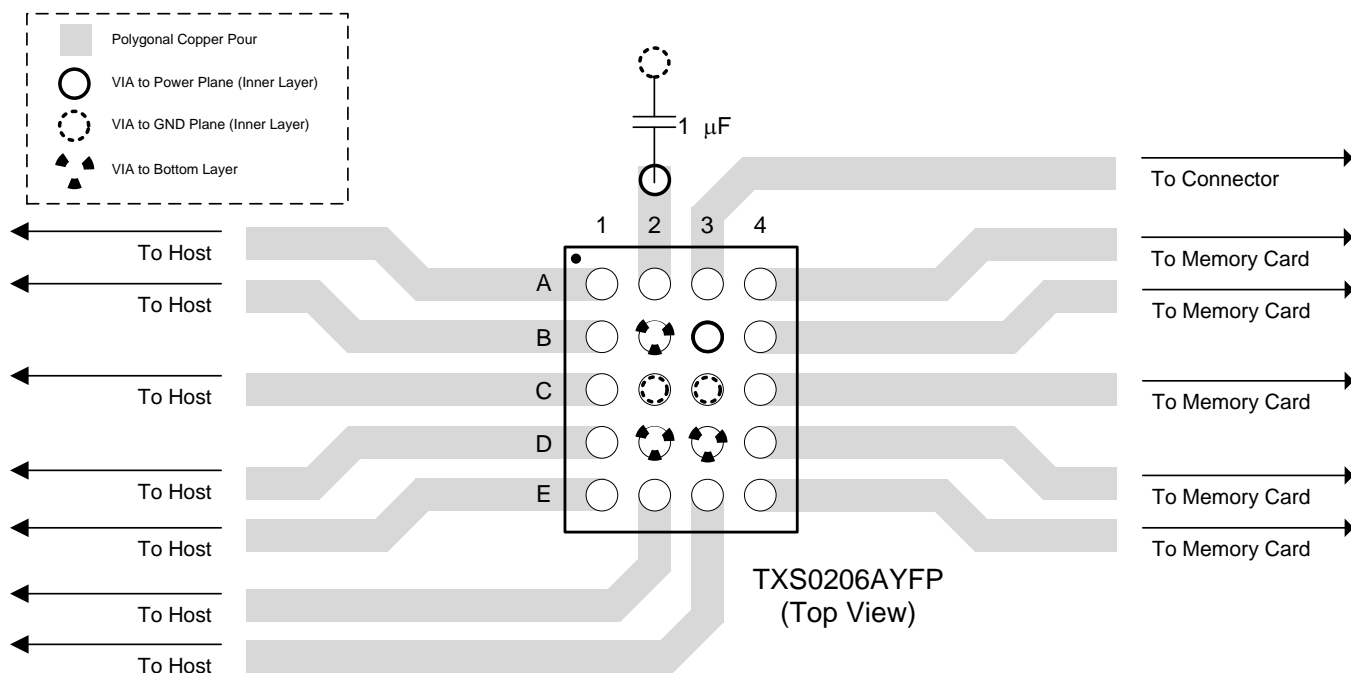 Polygonal Copper Pour
VIA to Power Plane (Inner Layer)
VIA to GND Plane (Inner Layer)
VIA to Bottom Layer
1 μF
To Connector
1 2 3 4
To Host
To Memory Card
A
To Host
To Memory Card
B
To Host
C
To Memory Card
D
To Host
To Memory Card
E
To Host
To Memory Card
TXS0206AYFP
(Top View)
To Host
To Host